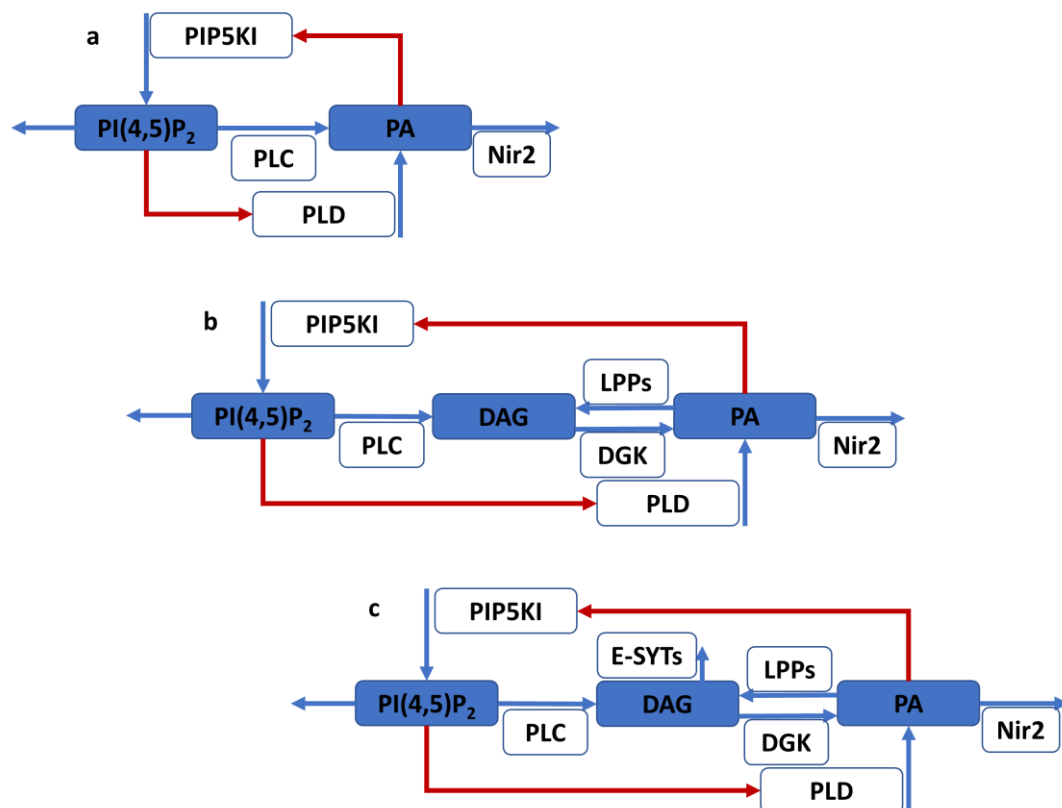 a
PIP5KI
PI(4,5)P₂
PA
PLC
Nir2
PLD
b
PIP5KI
LPPs
PI(4,5)P₂
DAG
PA
PLC
DGK
Nir2
PLD
c
PIP5KI
E-SYTs
LPPs
PI(4,5)P₂
DAG
PA
PLC
DGK
Nir2
PLD